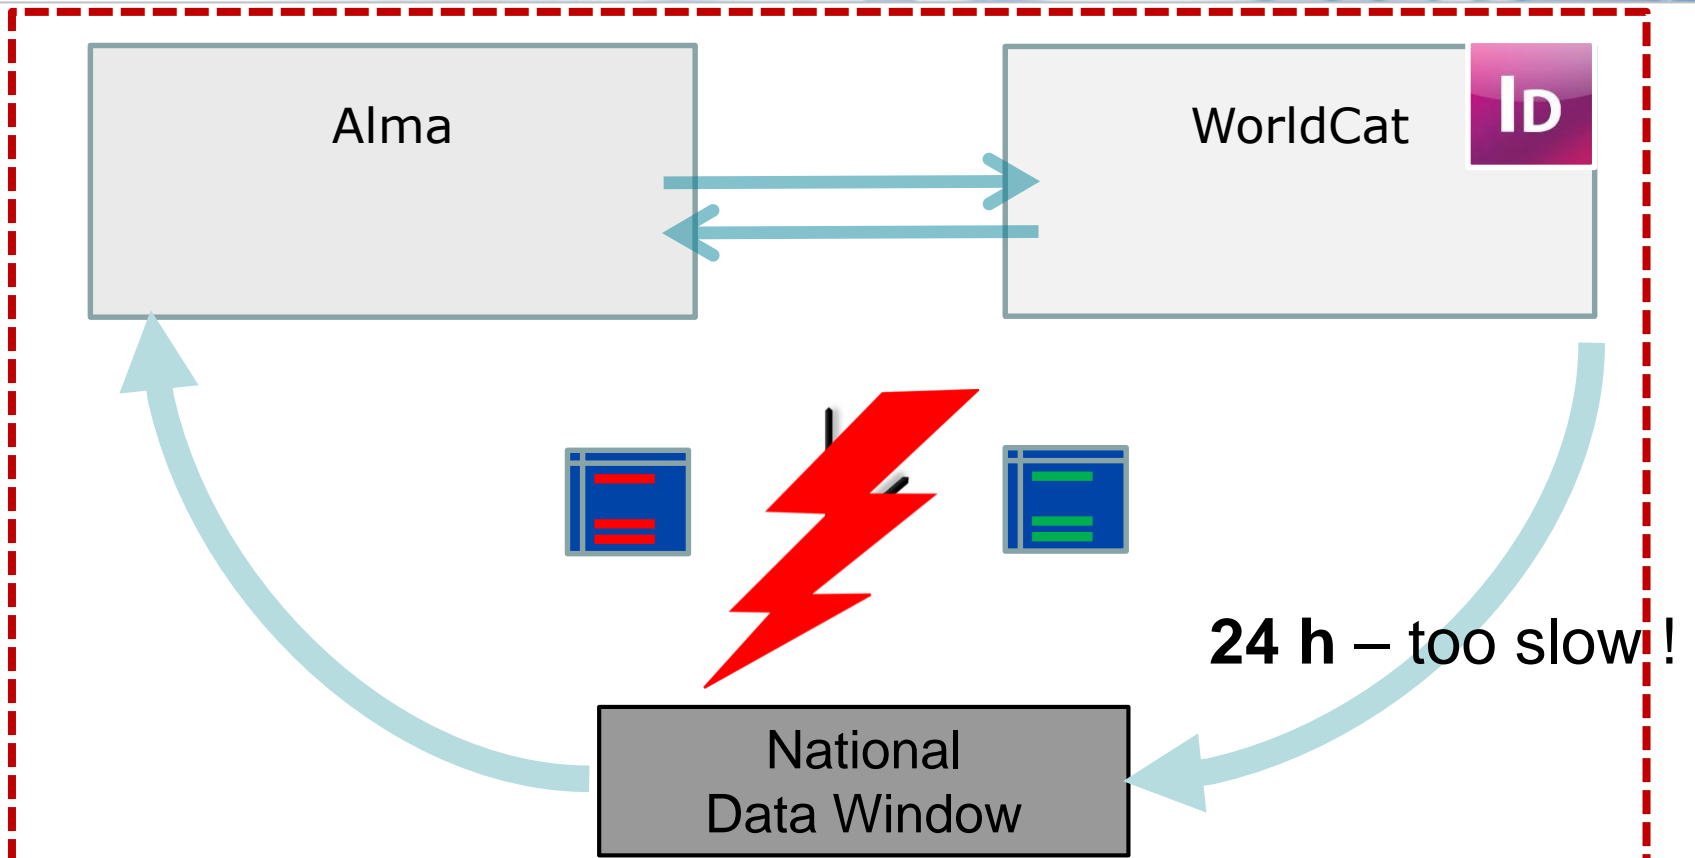 Alma
WorldCat
ID
24 h – too slow !
National
Data Window